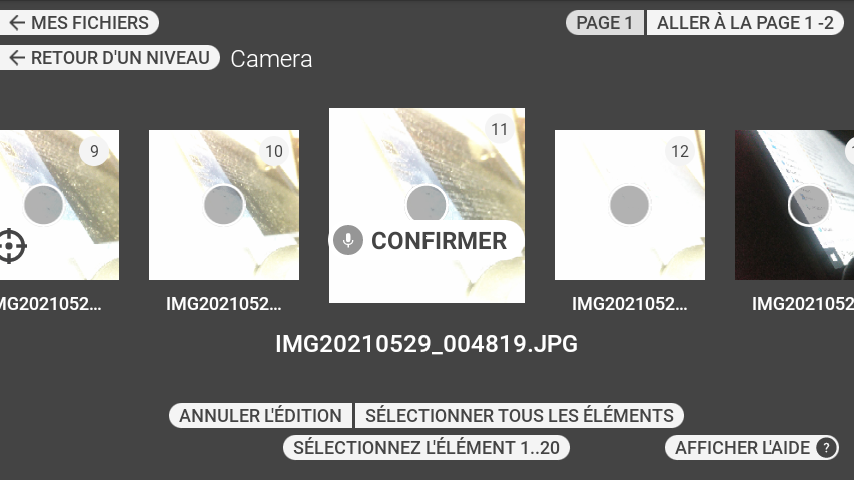 MES FICHIERS
PAGE 1
ALLER À LA PAGE 1 -2
RETOUR D'UN NIVEAU
Camera
9
10
11
12
CONFIRMER
MG2021052...
IMG2021052...
IMG2021052...
IMG2021052
IMG20210529_004819.JPG
ANNULER L'ÉDITION
SÉLECTIONNER TOUS LES ÉLÉMENTS
SÉLECTIONNEZ L'ÉLÉMENT 1..20
AFFICHER L'AIDE ?